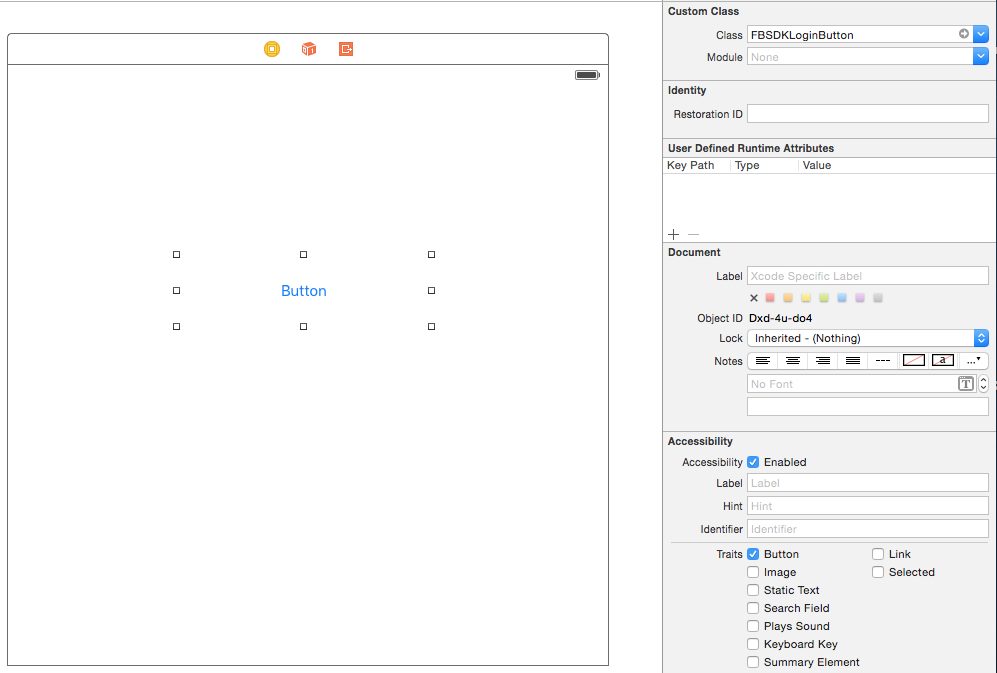 Button
Custom Class
Class FBSDKLoginButton
Module None
Identity
Restoration ID
User Defined Runtime Attributes
Key Path Type Value
Document
Label Xcode Specific Label
Object ID Dxd-4u-do4
Lock Inherited - (Nothing)
Notes
No Font
Accessibility
Accessibility Enabled
Label Label
Hint Hint
Identifier Identifier
Traits Button Link
Image Selected
Static Text
Search Field
Plays Sound
Keyboard Key
Summary Element